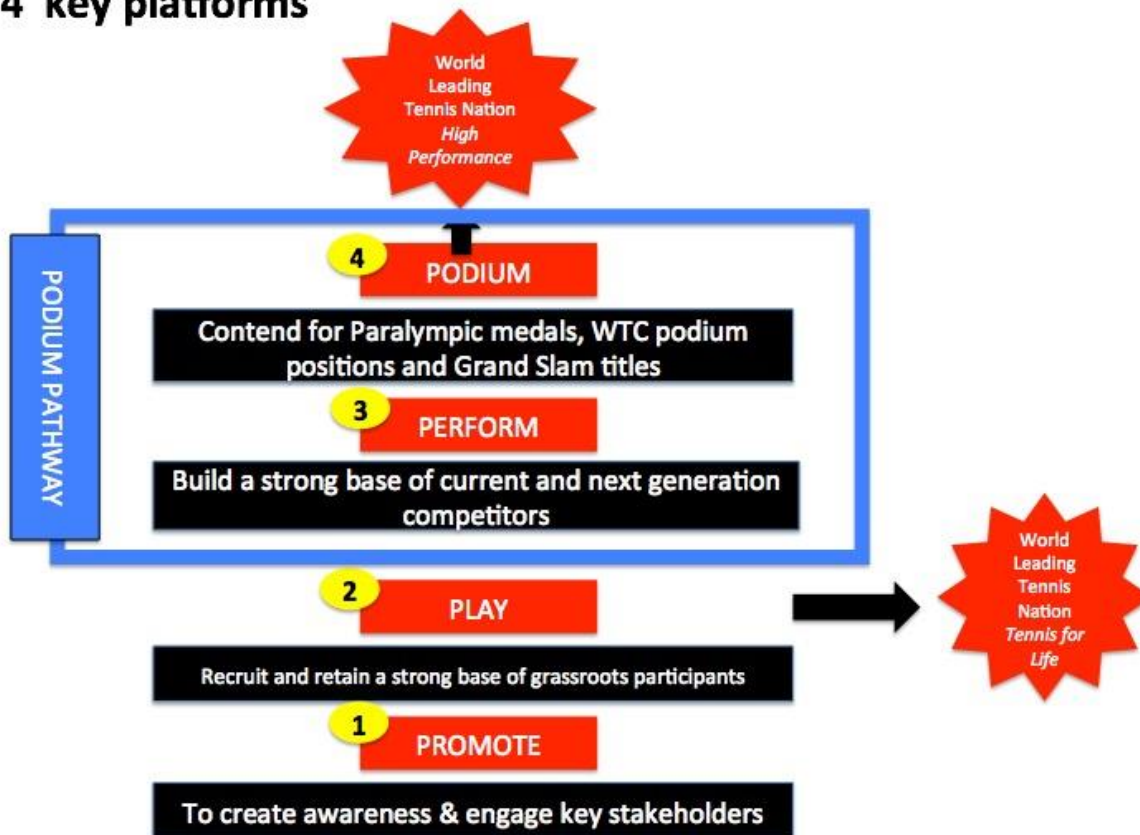 4 key platforms
World
Leading
Tennis Nation
High
Performance
PODIUM PATHWAY
4
PODIUM
Contend for Paralympic medals, WTC podium
positions and Grand Slam titles
3
PERFORM
Build a strong base of current and next generation
competitors
2
PLAY
World
Leading
Tennis
Nation
Tennis for
Life
Recruit and retain a strong base of grassroots participants
1
PROMOTE
To create awareness & engage key stakeholders